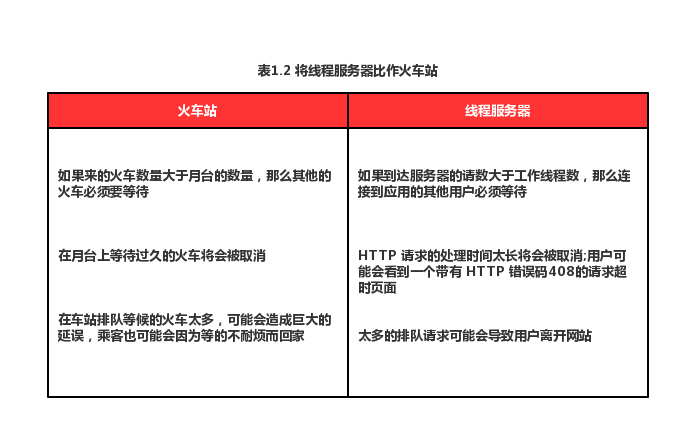 表1.2 将线程服务器比作火车站
火车站
线程服务器
如果来的火车数量大于月台的数量，那么其他的
火车必须要等待
如果到达服务器的请数大于工作线程数，那么连
接到应用的其他用户必须等待
在月台上等待过久的火车将会被取消
HTTP 请求的处理时间太长将会被取消;用户可
能会看到一个带有 HTTP 错误码408的请求超
时页面
在车站排队等候的火车太多，可能会造成巨大的
延误，乘客也可能会因为等的不耐烦而回家
太多的排队请求可能会导致用户离开网站